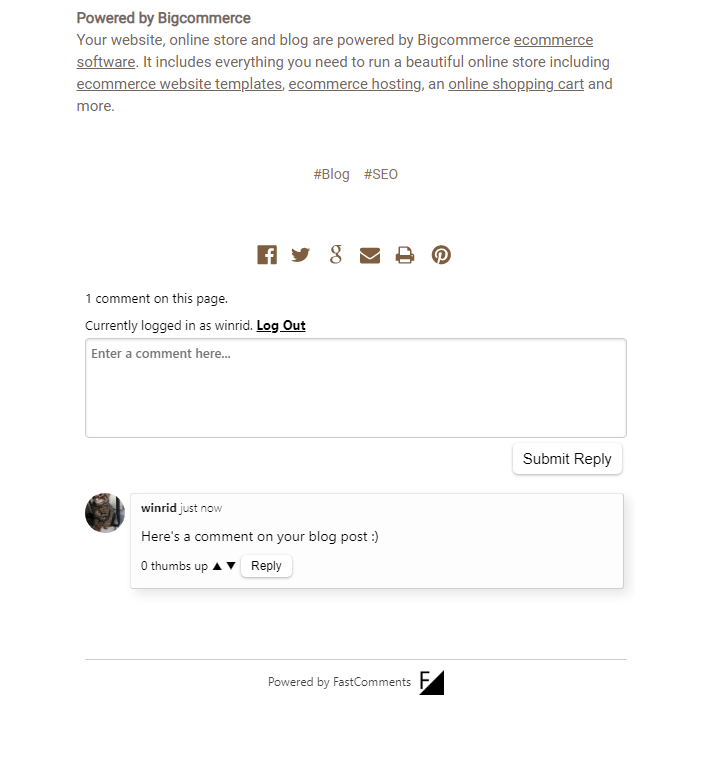 Powered by Bigcommerce
Your website, online store and blog are powered by Bigcommerce ecommerce
software. It includes everything you need to run a beautiful online store including
ecommerce website templates, ecommerce hosting, an online shopping cart and
more.
#Blog #SEO
1 comment on this page.
Currently logged in as winrid. Log Out
Enter a comment here...
Submit Reply
winrid just now
Here's a comment on your blog post :)
0 thumbs up ▲ ▼ Reply
Powered by FastComments F